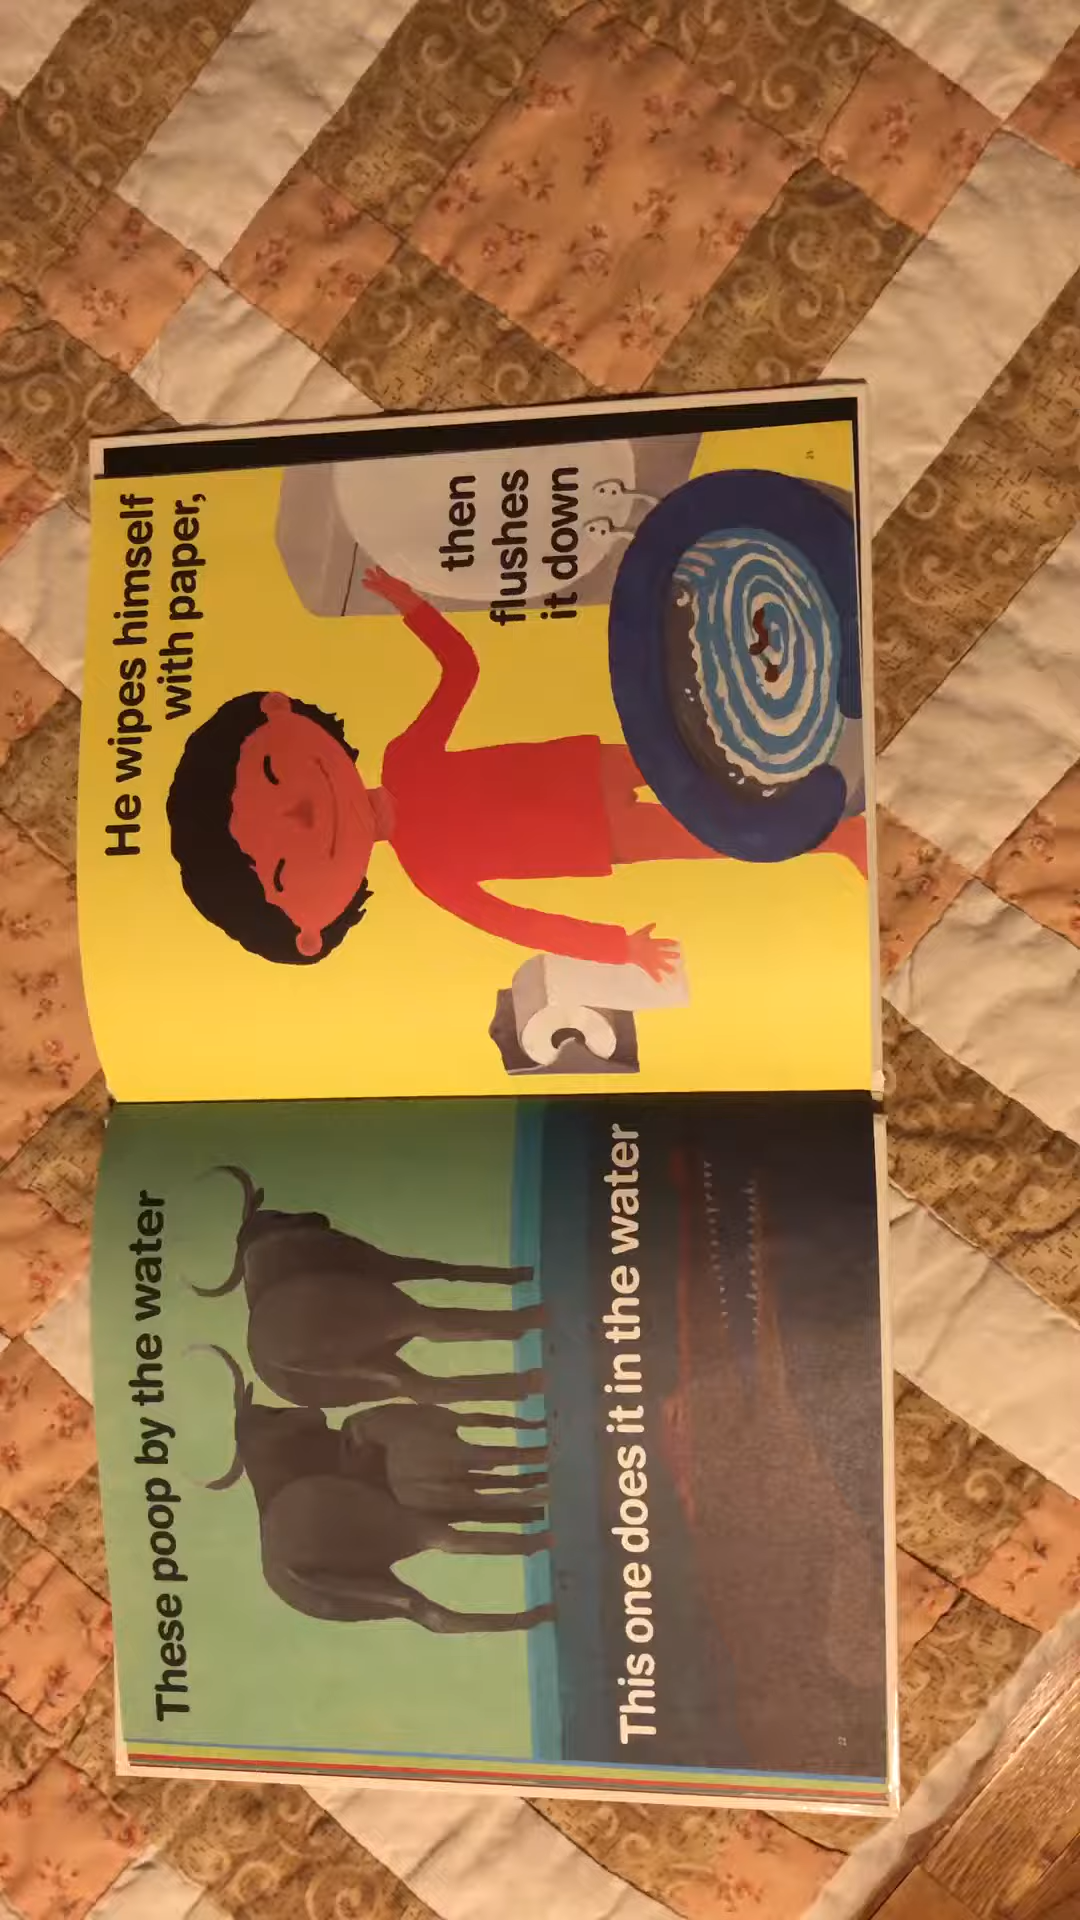 These poop by the water
This one does it in the water
22
He wipes himself
with paper,
then
flushes
it down